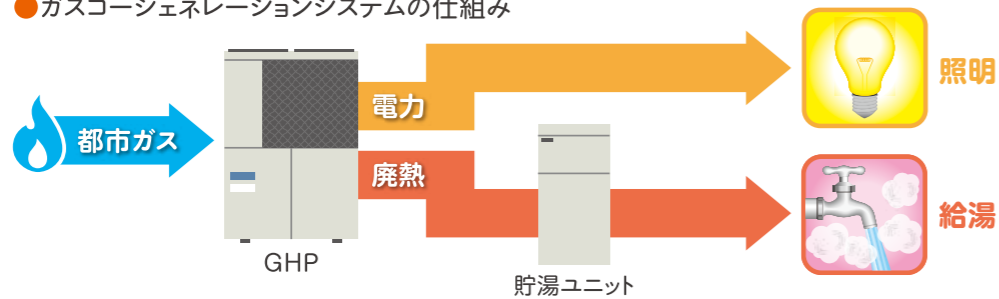 ●ガスコージェネレーションシステムの仕組み
都市ガス
電力
照明
廃熱
給湯
GHP
貯湯ユニット